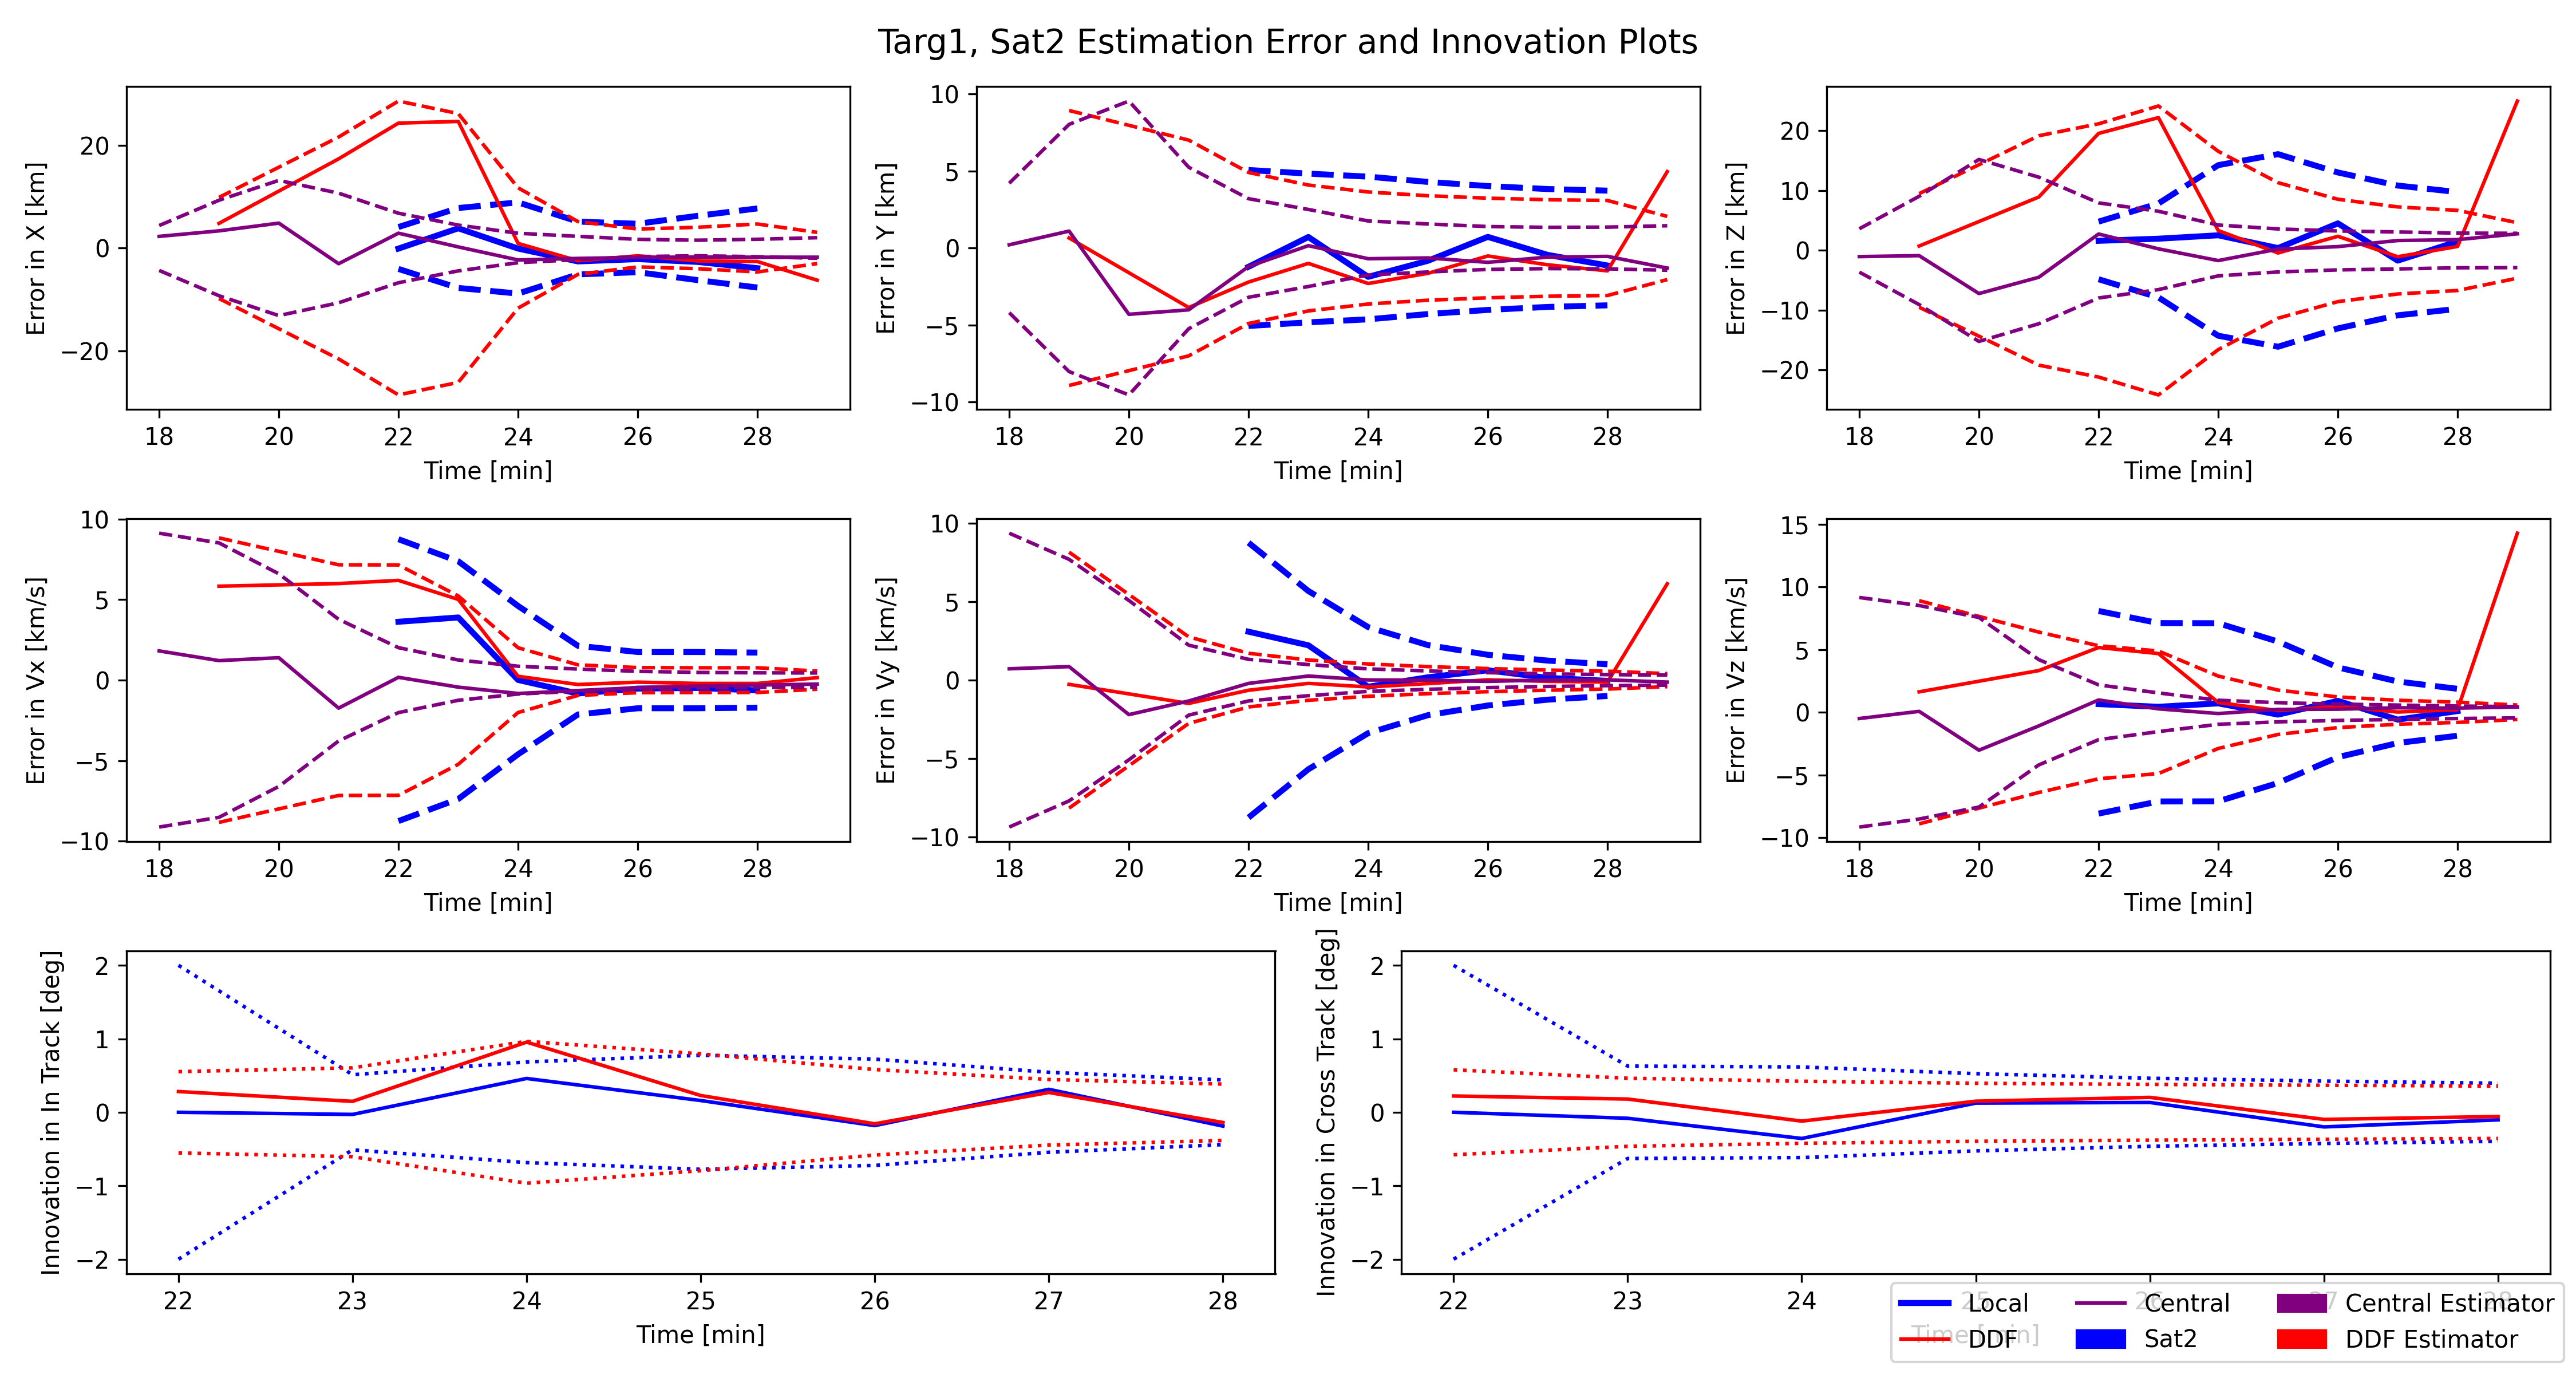 Targ1, Sat2 Estimation Error and Innovation Plots
Error in X [km]
20
0
−20
18 20 22 24 26 28
Time [min]
Error in Y [km]
10
5
0
−5
−10
18 20 22 24 26 28
Time [min]
Error in Z [km]
20
10
0
−10
−20
18 20 22 24 26 28
Time [min]
Error in Vx [km/s]
10
5
0
−5
−10
18 20 22 24 26 28
Time [min]
Error in Vy [km/s]
10
5
0
−5
−10
18 20 22 24 26 28
Time [min]
Error in Vz [km/s]
15
10
5
0
−5
−10
18 20 22 24 26 28
Time [min]
Innovation in In Track [deg]
2
1
0
−1
−2
22 23 24 25 26 27 28
Time [min]
Innovation in Cross Track [deg]
2
1
0
−1
−2
22 23 24 25 26 27 28
Time [min]
Local Central Central Estimator
DDF Sat2 DDF Estimator